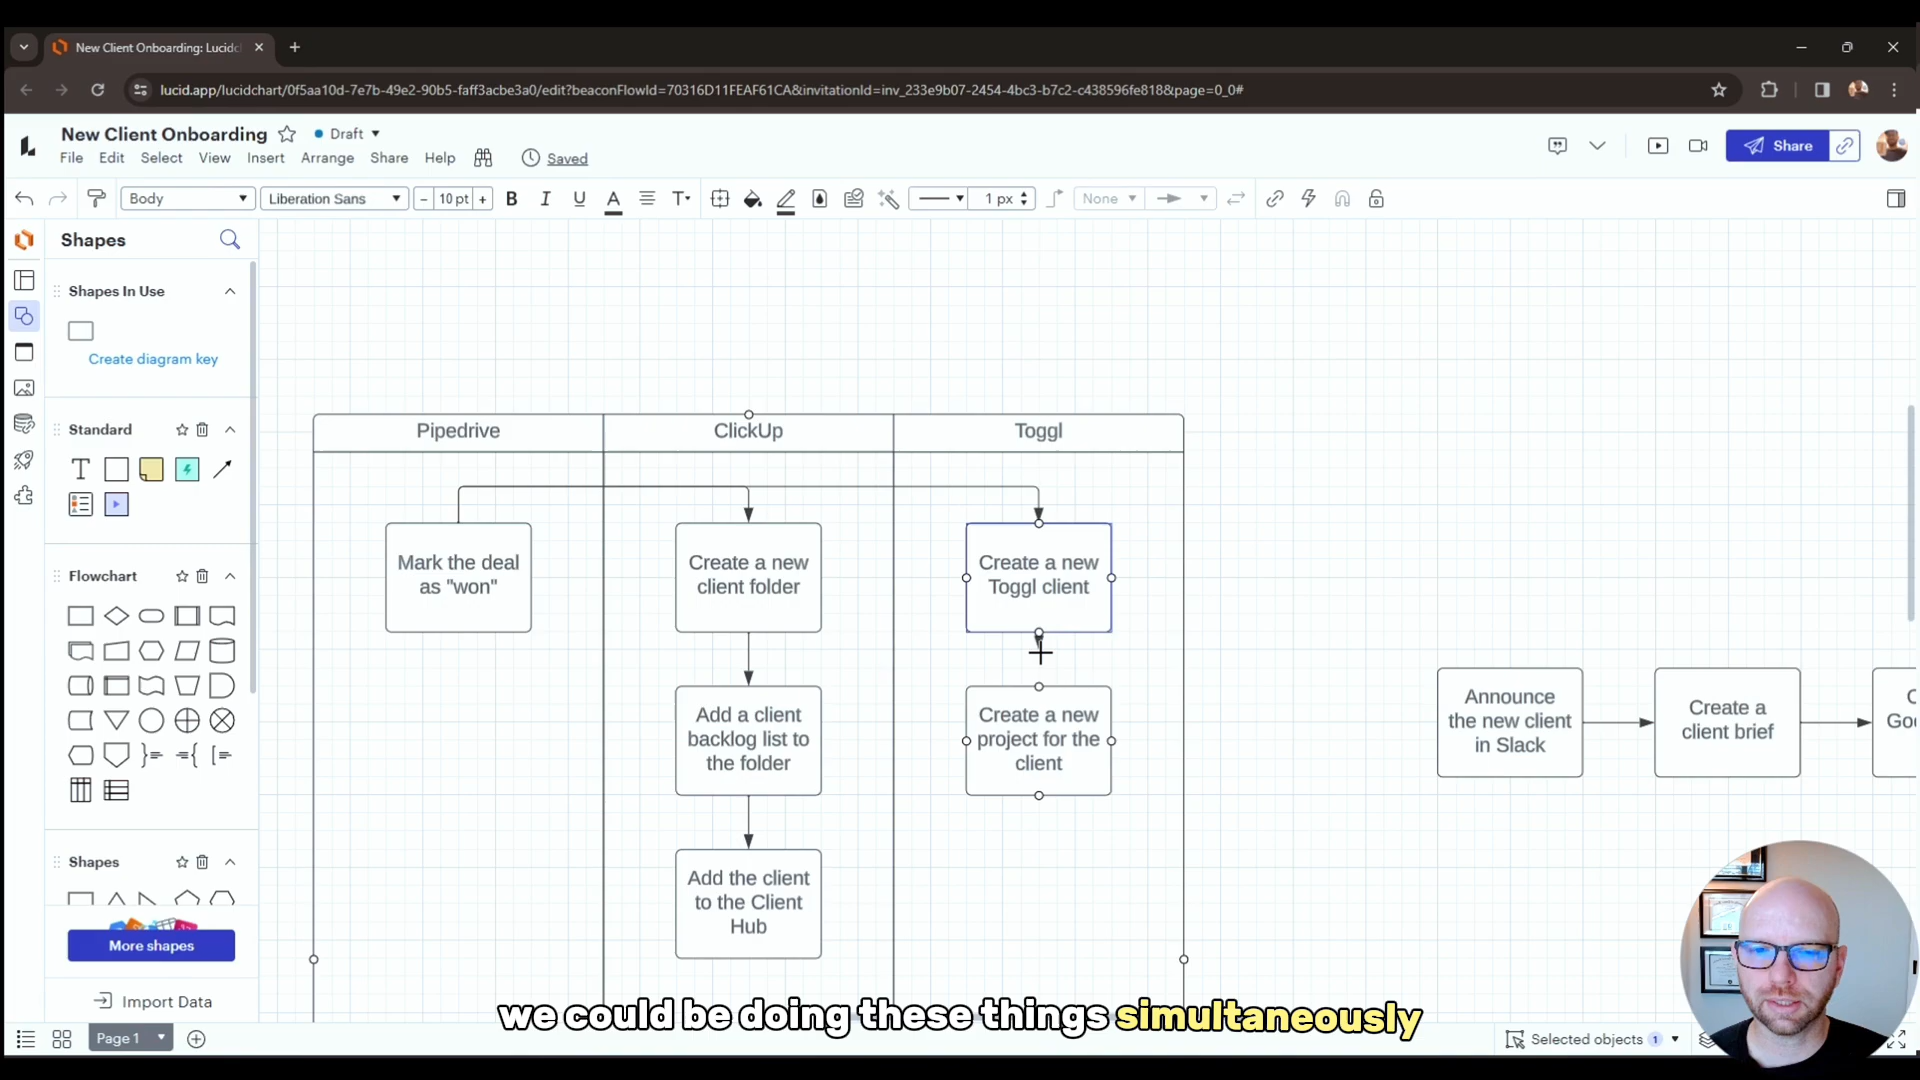 New Client Onboarding: Lucidc
lucid.app/lucidchart/0f5aa10d-7e7b-49e2-90b5-faff3acbe3a0/edit?beaconFlowId=70316D11FEAF61CA&invitationId=inv_233e9b07-2454-4bc3-b7c2-c438596fe818&page=0_0#
New Client Onboarding
Draft
File Edit Select View Insert Arrange Share Help
Saved
Share
Body
Liberation Sans
- 10 pt +
B I U A T
1 px
None
Shapes
Shapes In Use
Create diagram key
Standard
T
Flowchart
Shapes
More shapes
Import Data
Pipedrive
ClickUp
Toggl
Mark the deal
as "won"
Create a new
client folder
Create a new
Toggl client
Add a client
backlog list to
the folder
Create a new
project for the
client
Add the client
to the Client
Hub
Announce
the new client
in Slack
Create a
client brief
we could be doing these things simultaneously
Page 1
Selected objects 1